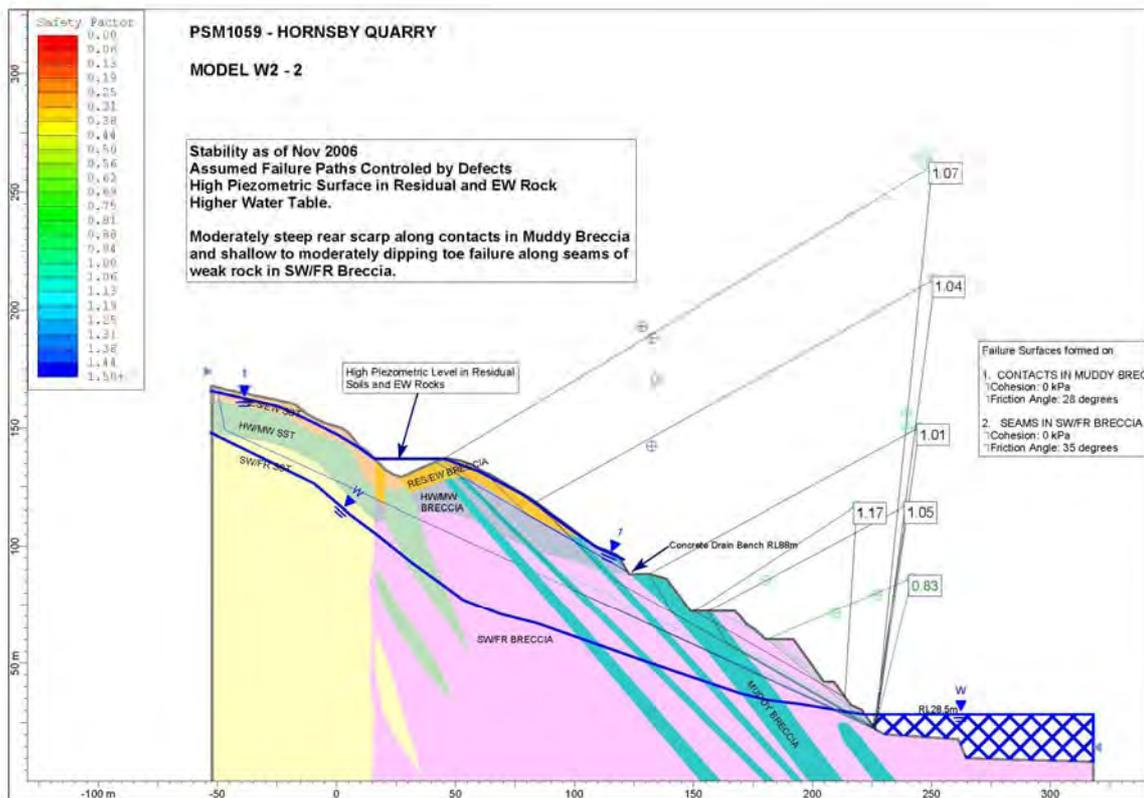 Safety Factor
0.00
0.06
0.13
0.19
0.25
0.31
0.38
0.44
0.50
0.56
0.63
0.69
0.75
0.81
0.88
0.94
1.00
1.06
1.13
1.19
1.25
1.31
1.38
1.44
1.50+
PSM1059 - HORNSBY QUARRY
MODEL W2 - 2
Stability as of Nov 2006
Assumed Failure Paths Controled by Defects
High Piezometric Surface in Residual and EW Rock
Higher Water Table.
Moderately steep rear scarp along contacts in Muddy Breccia
and shallow to moderately dipping toe failure along seams of
weak rock in SW/FR Breccia.
1.07
1.04
Failure Surfaces formed on
1. CONTACTS IN MUDDY BREC
Cohesion: 0 kPa
Friction Angle: 28 degrees
2. SEAMS IN SW/FR BRECCIA
Cohesion: 0 kPa
Friction Angle: 35 degrees
High Piezometric Level in Residual
Soils and EW Rocks
1
HW/MW SST
SW/FR SST
RES/EW BRECCIA
HW/MW
BRECCIA
W
1
1.01
1.17
1.05
Concrete Drain Bench RL88m
0.83
SW/FR BRECCIA
MUDDY BRECCIA
RL28.5m
W
300
250
200
150
100
50 m
-100 m
-50
0
50
100
150
200
250
300